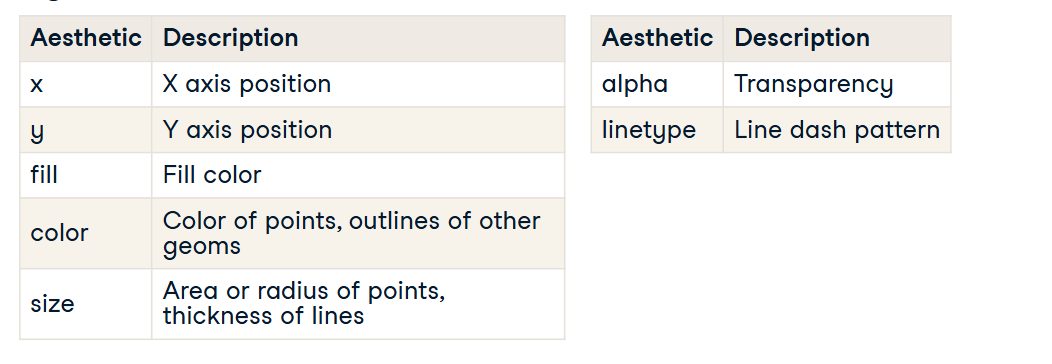 Aesthetic Description
x X axis position
y Y axis position
fill Fill color
color Color of points, outlines of other
geoms
size Area or radius of points,
thickness of lines
Aesthetic Description
alpha Transparency
linetype Line dash pattern